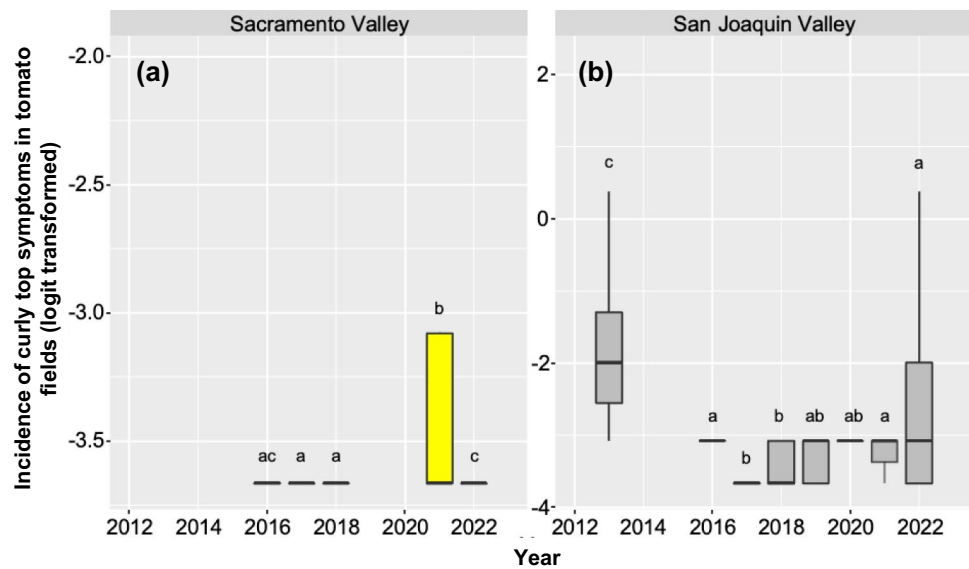 Sacramento Valley
San Joaquin Valley
Incidence of curly top symptoms in tomato
fields (logit transformed)
(a)
-2.0
-2.5
-3.0
-3.5
b
ac
a
a
c
2012
2014
2016
2018
2020
2022
(b)
2
0
-2
-4
c
a
a
b
b
ab
ab
a
2012
2014
2016
2018
2020
2022
Year